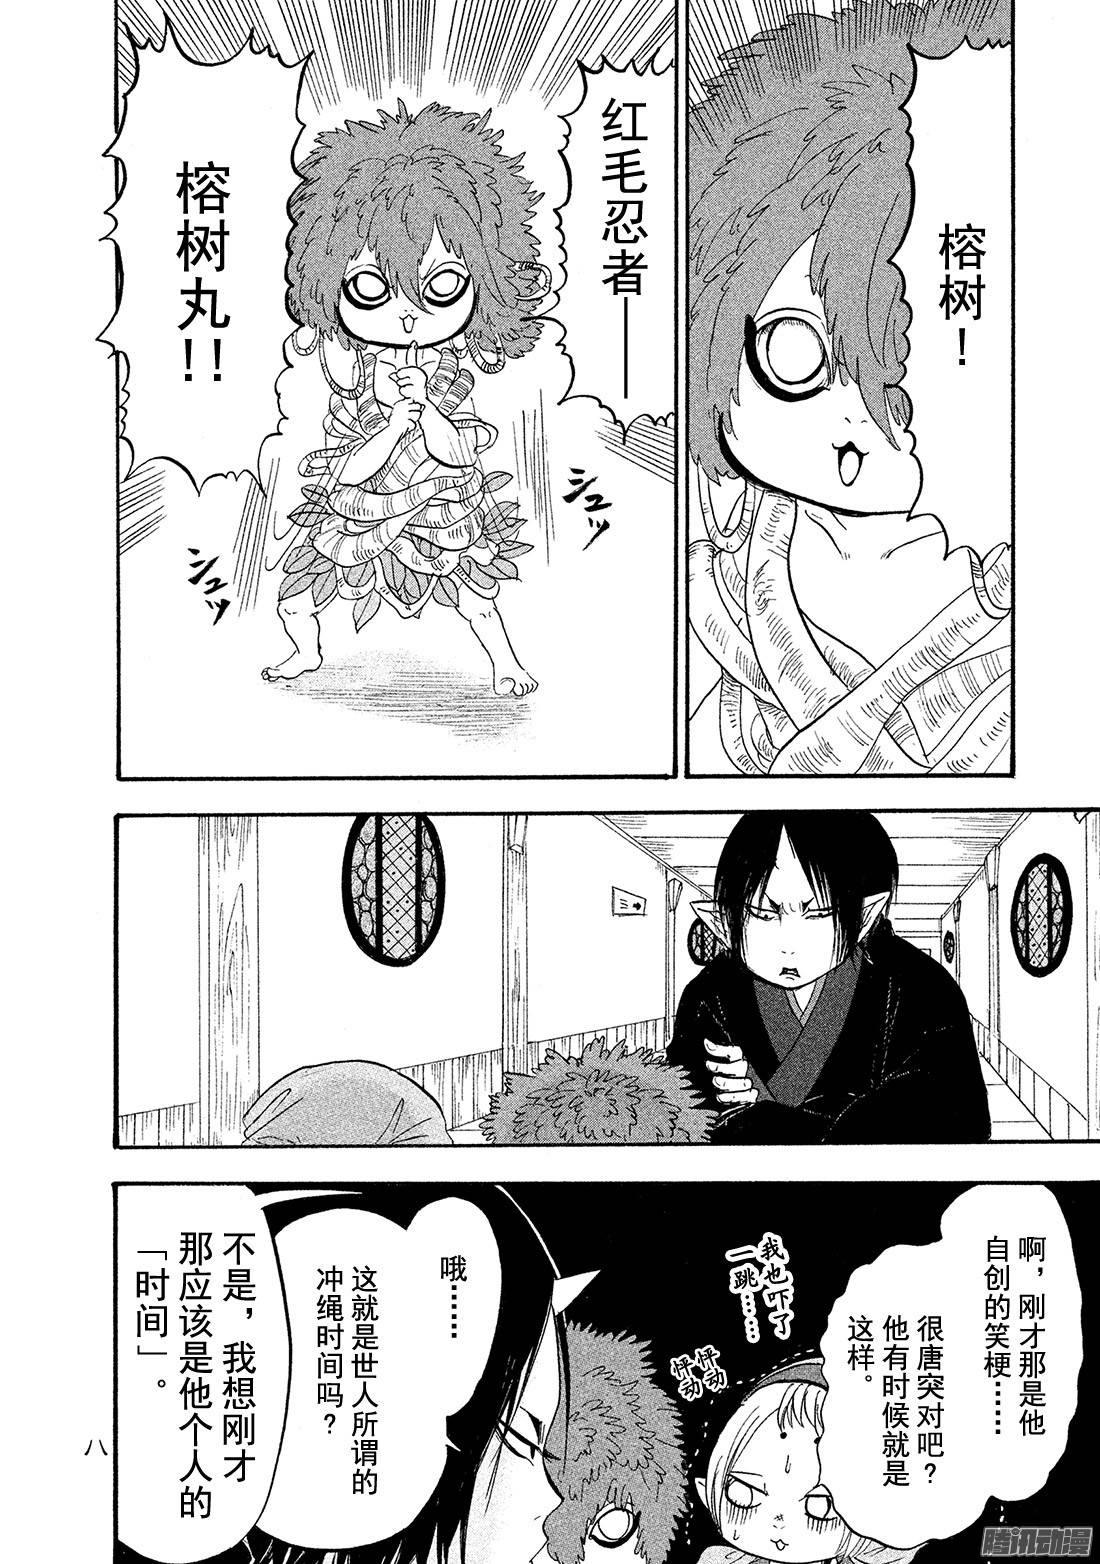 榕树！
红毛忍者——
榕树丸！！
シュッ
シュッ
啊，刚才那是他
自创的笑梗……
很唐突对吧？
他有时候就是
这样。
我也吓了
一跳……
怦动
怦动
哦……
这就是世人所谓的
冲绳时间吗？
不是，我想刚才
那应该是他个人的
「时间」。
八
腾讯动漫